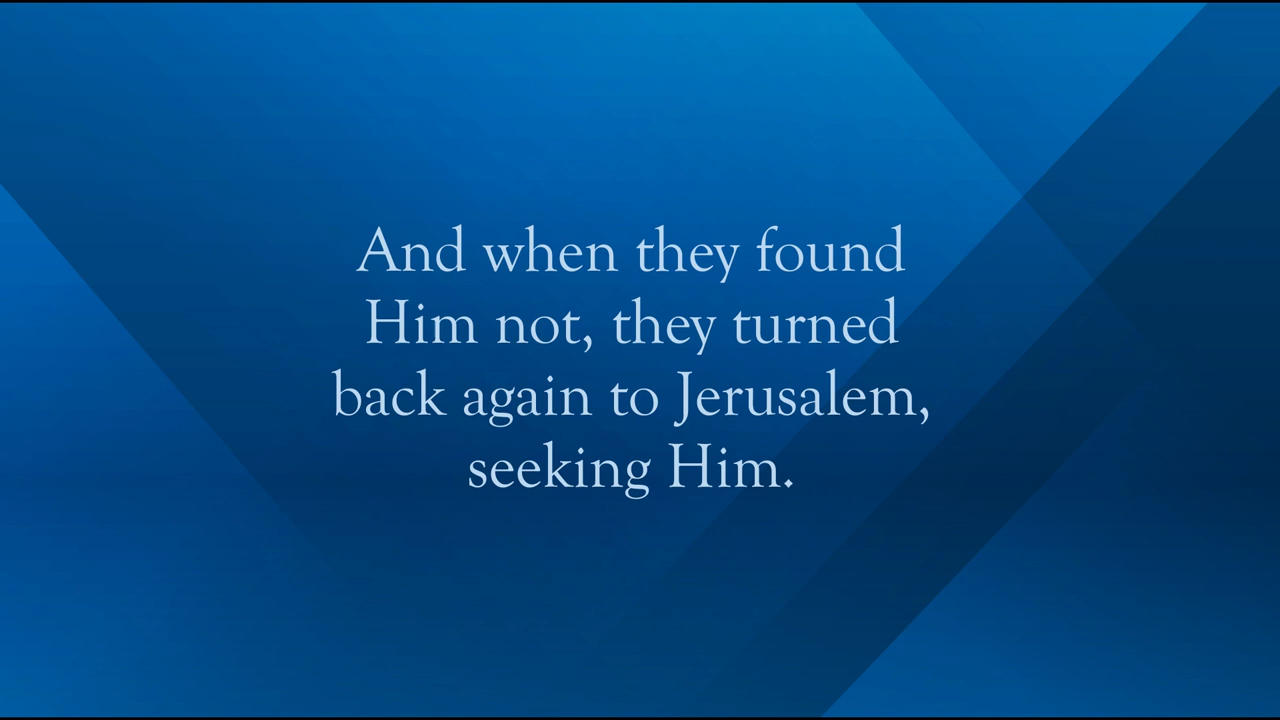 And when they found
Him not, they turned
back again to Jerusalem,
seeking Him.